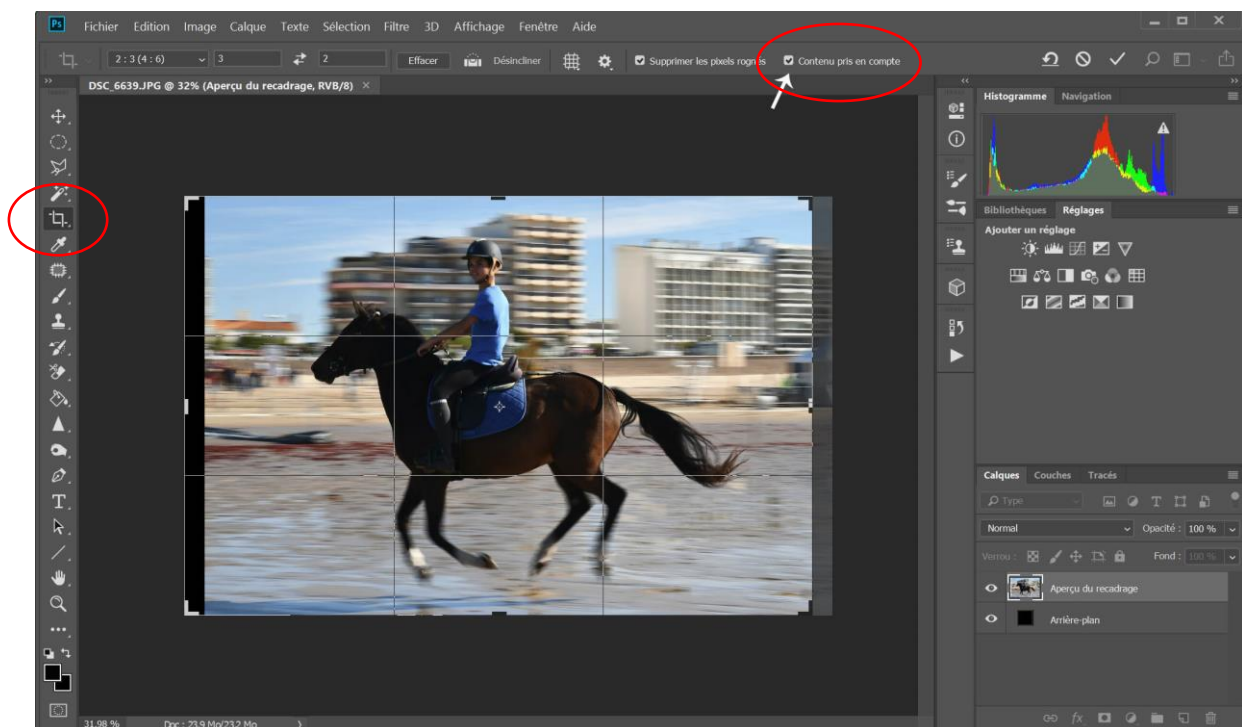 Ps Fichier Edition Image Calque Texte Sélection Filtre 3D Affichage Fenêtre Aide
2 : 3 (4 : 6) 3 2 Effacer Désincliner Supprimer les pixels rognés Contenu pris en compte
DSC_6639.JPG @ 32% (Aperçu du recadrage, RVB/8) ×
Histogramme Navigation
Bibliothèques Réglages
Ajouter un réglage
Calques Couches Tracés
Type
Normal Opacité : 100 %
Verrou : Fond : 100 %
Aperçu du recadrage
Arrière-plan
31.98 % Doc : 23.9 Mo/23.2 Mo